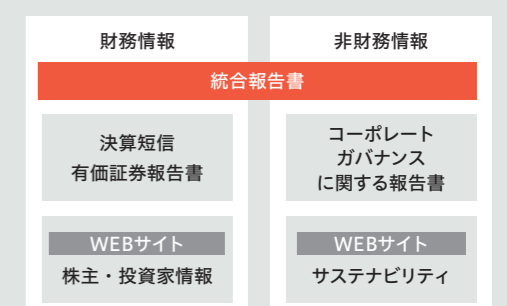 財務情報
非財務情報
統合報告書
決算短信
有価証券報告書
コーポレート
ガバナンス
に関する報告書
WEBサイト
株主・投資家情報
WEBサイト
サステナビリティ